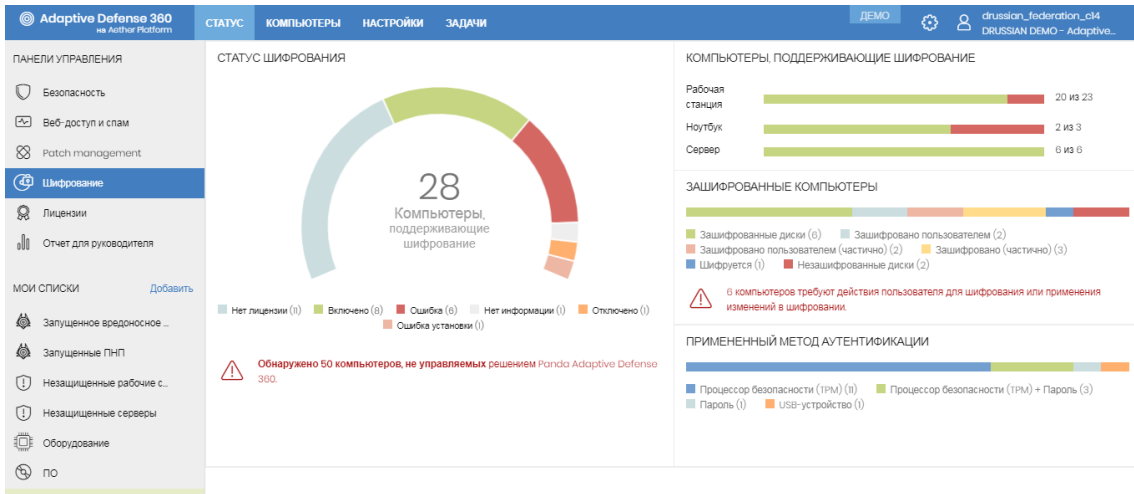 Adaptive Defense 360
на Aether Platform
СТАТУС
КОМПЬЮТЕРЫ
НАСТРОЙКИ
ЗАДАЧИ
ДЕМО
drussian_federation_c14
DRUSSIAN DEMO - Adaptive...
ПАНЕЛИ УПРАВЛЕНИЯ
Безопасность
Веб-доступ и спам
Patch management
Шифрование
Лицензии
Отчет для руководителя
МОИ СПИСКИ
Добавить
Запущенное вредоносное ...
Запущенные ПНП
Незащищенные рабочие с...
Незащищенные серверы
Оборудование
ПО
СТАТУС ШИФРОВАНИЯ
28
Компьютеры,
поддерживающие
шифрование
Нет лицензии (11) Включено (8) Ошибка (6) Нет информации (1) Отключено (1)
Ошибка установки (1)
Обнаружено 50 компьютеров, не управляемых решением Panda Adaptive Defense
360.
КОМПЬЮТЕРЫ, ПОДДЕРЖИВАЮЩИЕ ШИФРОВАНИЕ
Рабочая
станция
20 из 23
Ноутбук
2 из 3
Сервер
6 из 6
ЗАШИФРОВАННЫЕ КОМПЬЮТЕРЫ
Зашифрованные диски (6) Зашифровано пользователем (2)
Зашифровано пользователем (частично) (2) Зашифровано (частично) (3)
Шифруется (1) Незашифрованные диски (2)
6 компьютеров требуют действия пользователя для шифрования или применения
изменений в шифровании.
ПРИМЕНЕННЫЙ МЕТОД АУТЕНТИФИКАЦИИ
Процессор безопасности (TPM) (11) Процессор безопасности (TPM) + Пароль (3)
Пароль (1) USB-устройство (1)